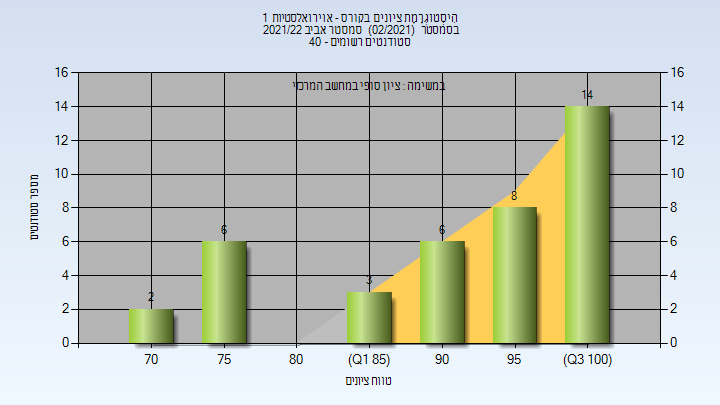 היסטוגרמת ציונים בקורס - אוירואלסטיות 1
בסמסטר (02/2021) סמסטר אביב 2021/22
סטודנטים רשומים - 40
במשימה : ציון סופי במחשב המרכזי
16 16
14 14 14
12 12
10 10
8 8 8
6 6 6 6
4 4
3
2 2 2
0 0
70 75 80 (Q1 85) 90 95 (Q3 100)
מספר סטודנטים
טווח ציונים